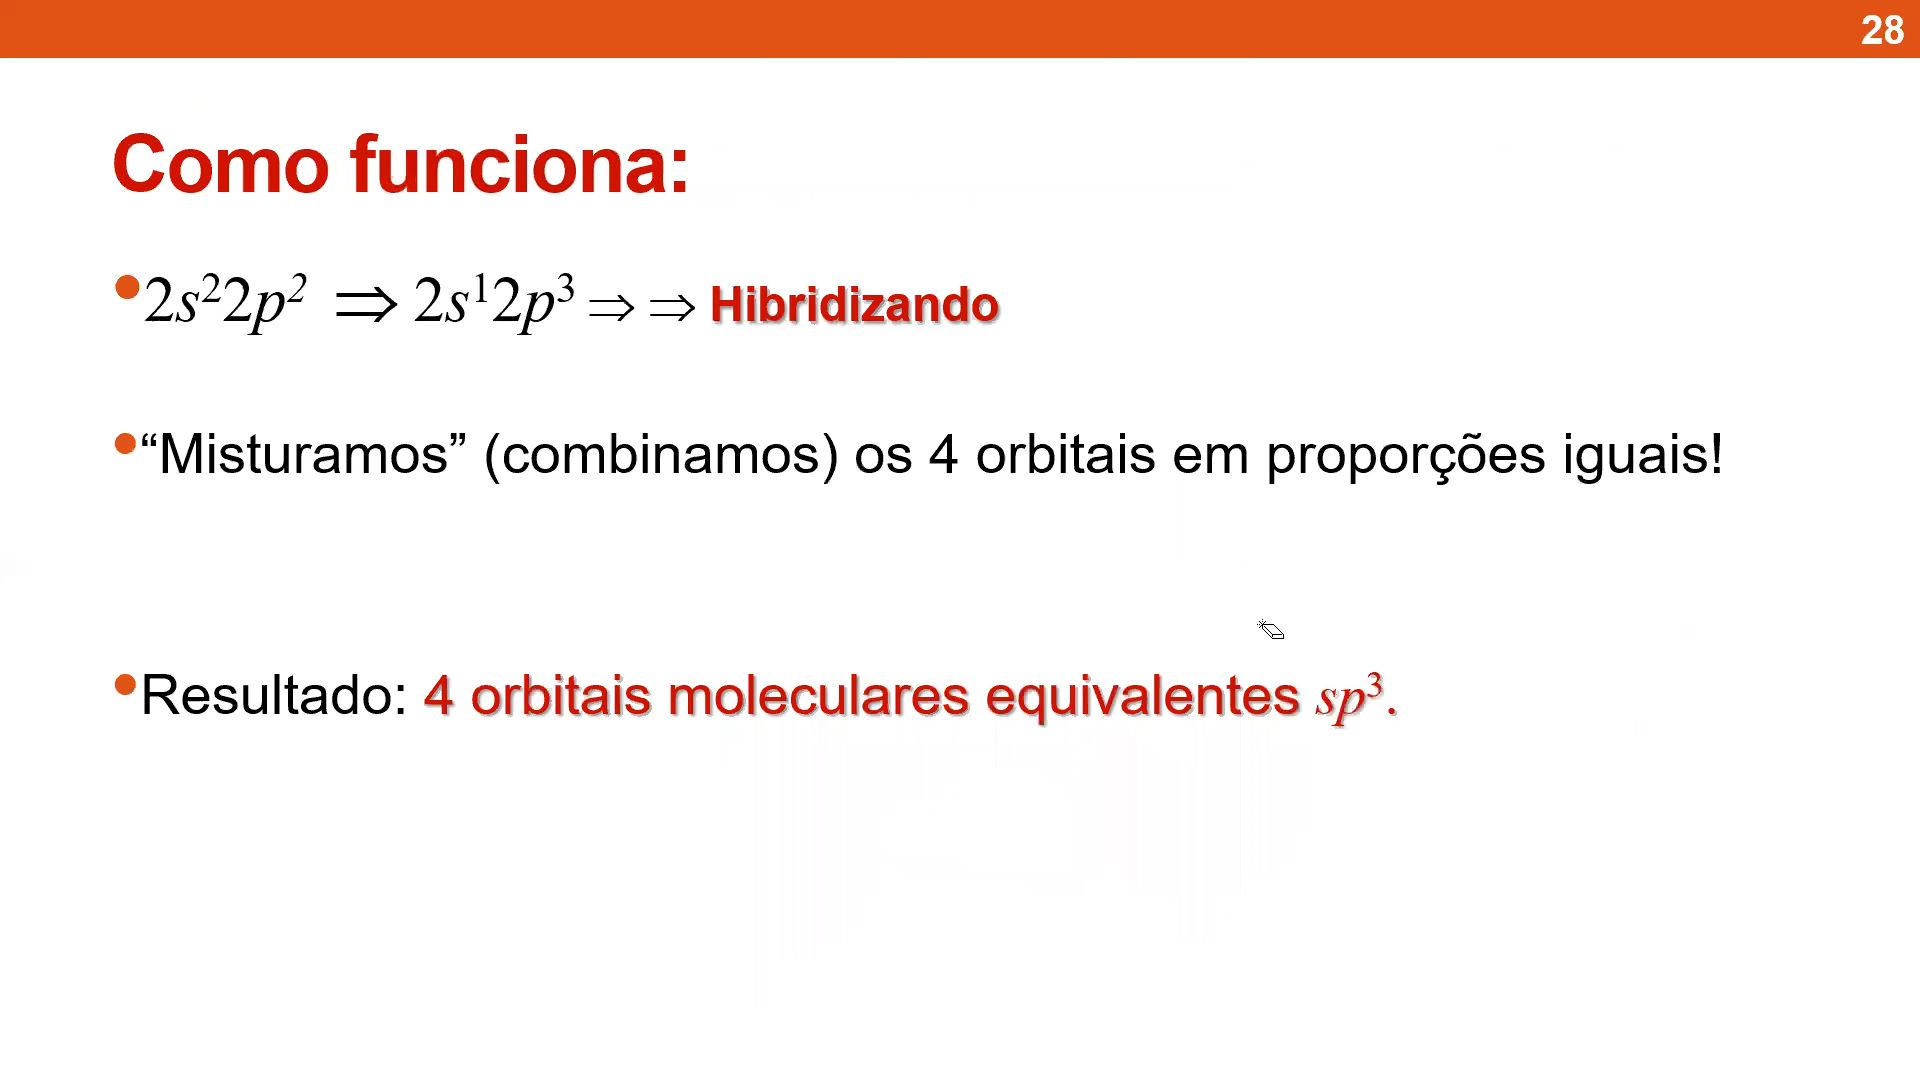 28
Como funciona:
•2s²2p² ⇒ 2s¹2p³ ⇒ ⇒ Hibridizando
•“Misturamos” (combinamos) os 4 orbitais em proporções iguais!
•Resultado: 4 orbitais moleculares equivalentes sp³.